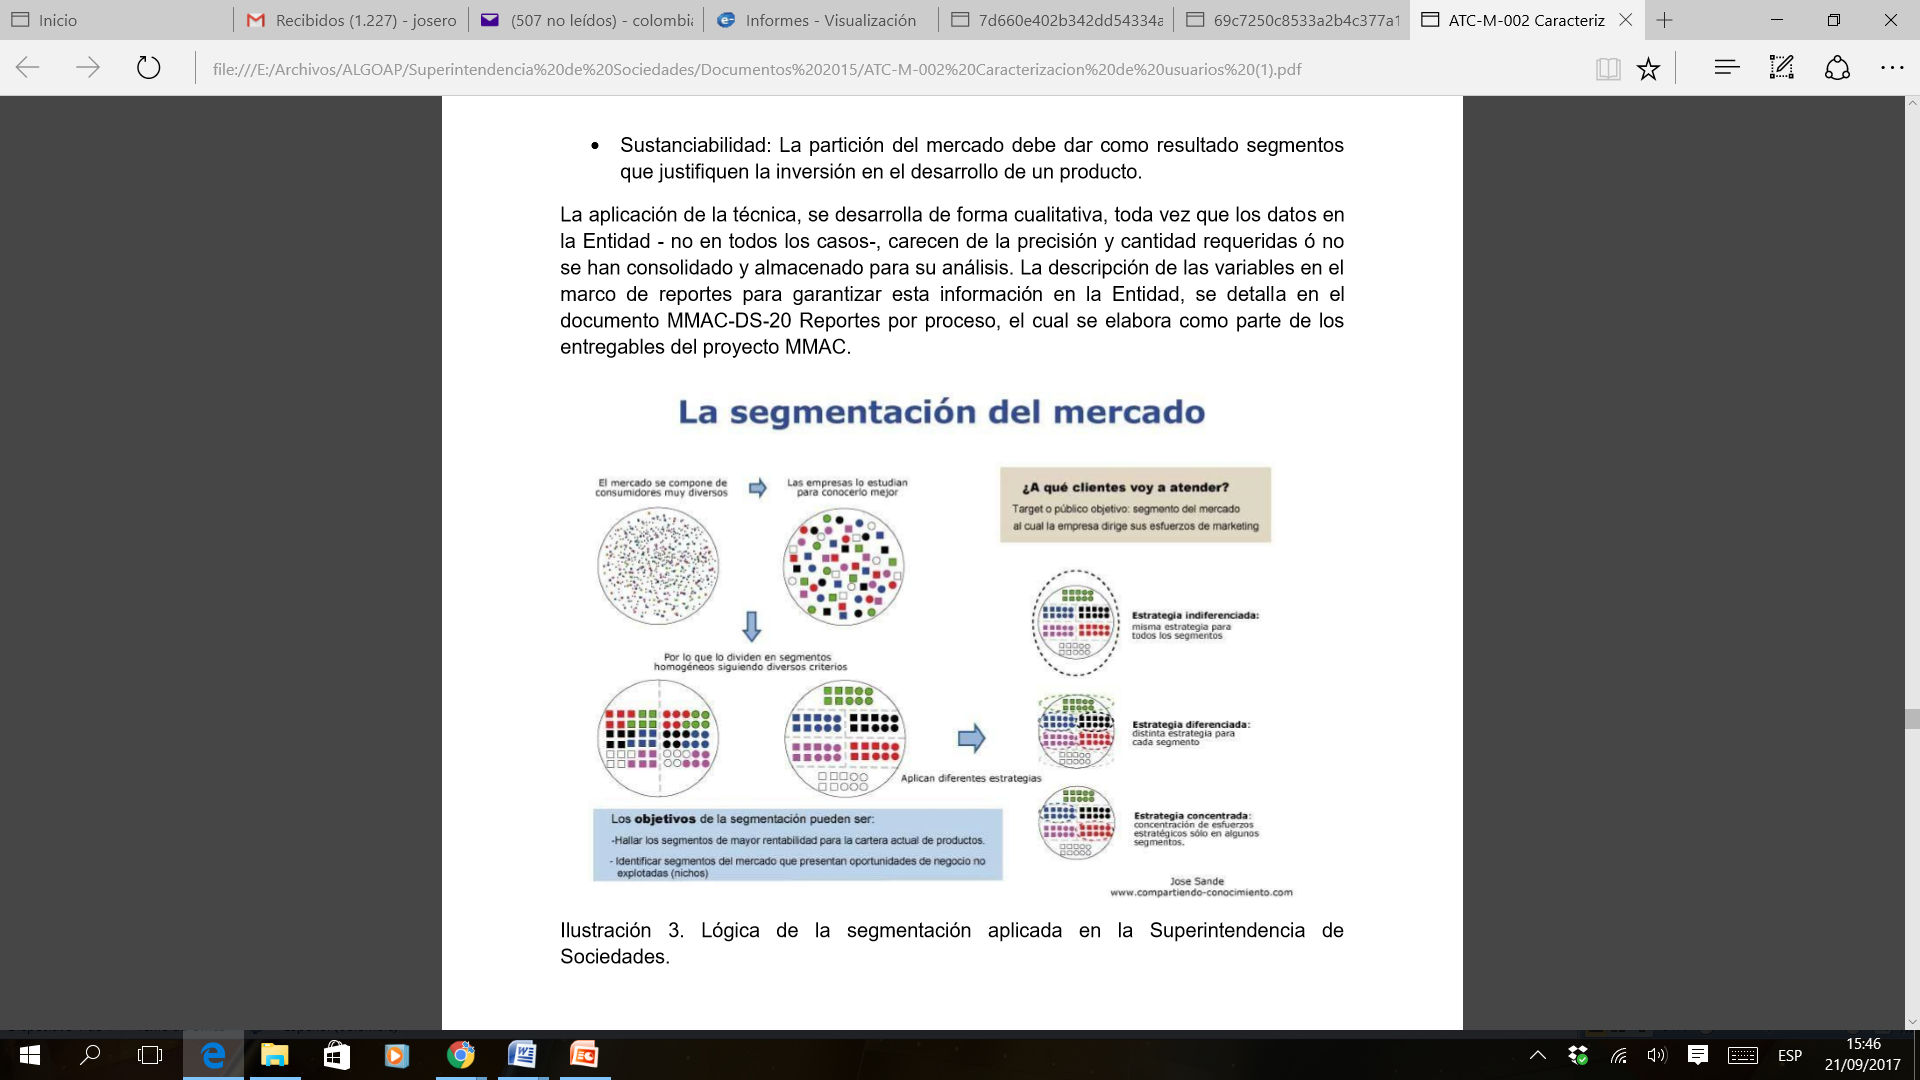 Inicio
Recibidos (1.227) - josero
(507 no leídos) - colombia
Informes - Visualización
7d660e402b342dd54334a
69c7250c8533a2b4c377a1
ATC-M-002 Caracteriz
file:///E:/Archivos/ALGOAP/Superintendencia%20de%20Sociedades/Documentos%202015/ATC-M-002%20Caracterizacion%20de%20usuarios%20(1).pdf
• Sustanciabilidad: La partición del mercado debe dar como resultado segmentos
que justifiquen la inversión en el desarrollo de un producto.
La aplicación de la técnica, se desarrolla de forma cualitativa, toda vez que los datos en
la Entidad - no en todos los casos-, carecen de la precisión y cantidad requeridas ó no
se han consolidado y almacenado para su análisis. La descripción de las variables en el
marco de reportes para garantizar esta información en la Entidad, se detalla en el
documento MMAC-DS-20 Reportes por proceso, el cual se elabora como parte de los
entregables del proyecto MMAC.
La segmentación del mercado
El mercado se compone de
consumidores muy diversos
Las empresas lo estudian
para conocerlo mejor
Por lo que lo dividen en segmentos
homogéneos siguiendo diversos criterios
Aplican diferentes estrategias
Los objetivos de la segmentación pueden ser:
-Hallar los segmentos de mayor rentabilidad para la cartera actual de productos.
- Identificar segmentos del mercado que presentan oportunidades de negocio no
explotadas (nichos)
¿A qué clientes voy a atender?
Target o público objetivo: segmento del mercado
al cual la empresa dirige sus esfuerzos de marketing
Estrategia indiferenciada:
misma estrategia para
todos los segmentos
Estrategia diferenciada:
distinta estrategia para
cada segmento
Estrategia concentrada:
concentración de esfuerzos
estratégicos sólo en algunos
segmentos.
Jose Sande
www.compartiendo-conocimiento.com
Ilustración 3. Lógica de la segmentación aplicada en la Superintendencia de
Sociedades.
ESP
15:46
21/09/2017